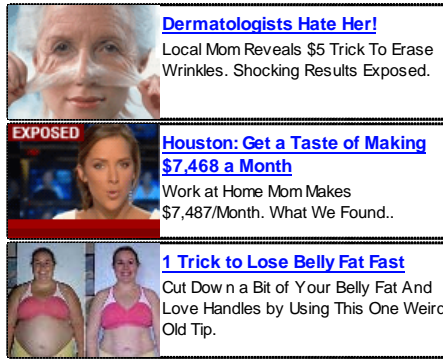 Dermatologists Hate Her!
Local Mom Reveals $5 Trick To Erase
Wrinkles. Shocking Results Exposed.
EXPOSED
Houston: Get a Taste of Making
$7,468 a Month
Work at Home Mom Makes
$7,487/Month. What We Found..
1 Trick to Lose Belly Fat Fast
Cut Down a Bit of Your Belly Fat And
Love Handles by Using This One Weird
Old Tip.